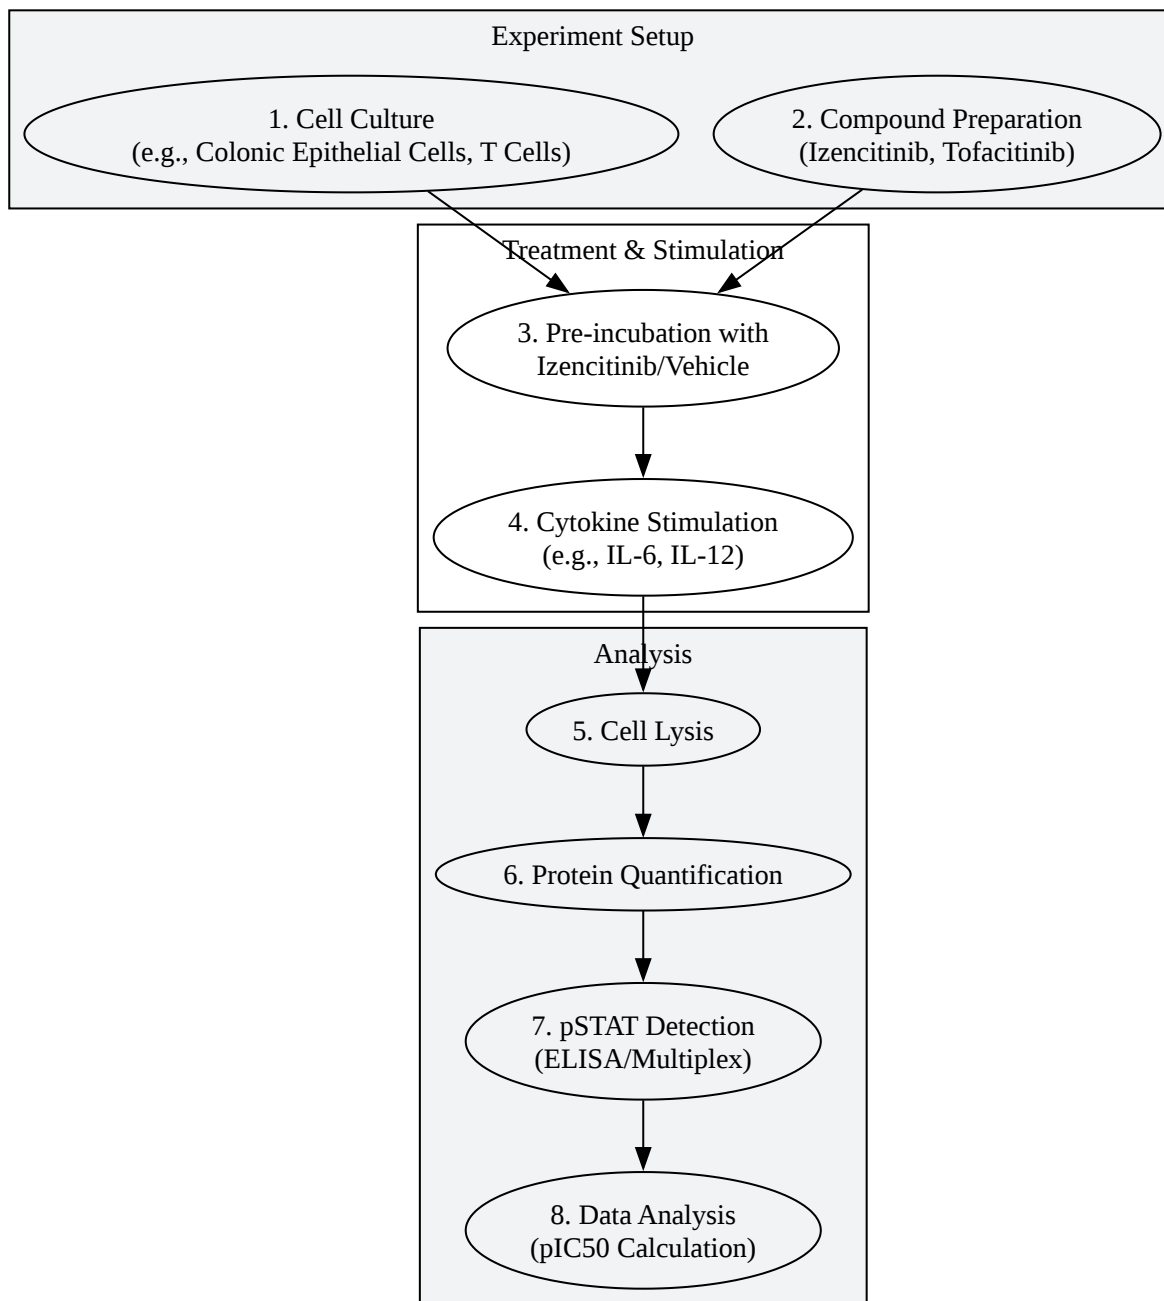 Experiment Setup
1. Cell Culture
(e.g., Colonic Epithelial Cells, T Cells)
2. Compound Preparation
(Izencitinib, Tofacitinib)
Treatment & Stimulation
3. Pre-incubation with
Izencitinib/Vehicle
4. Cytokine Stimulation
(e.g., IL-6, IL-12)
Analysis
5. Cell Lysis
6. Protein Quantification
7. pSTAT Detection
(ELISA/Multiplex)
8. Data Analysis
(pIC50 Calculation)